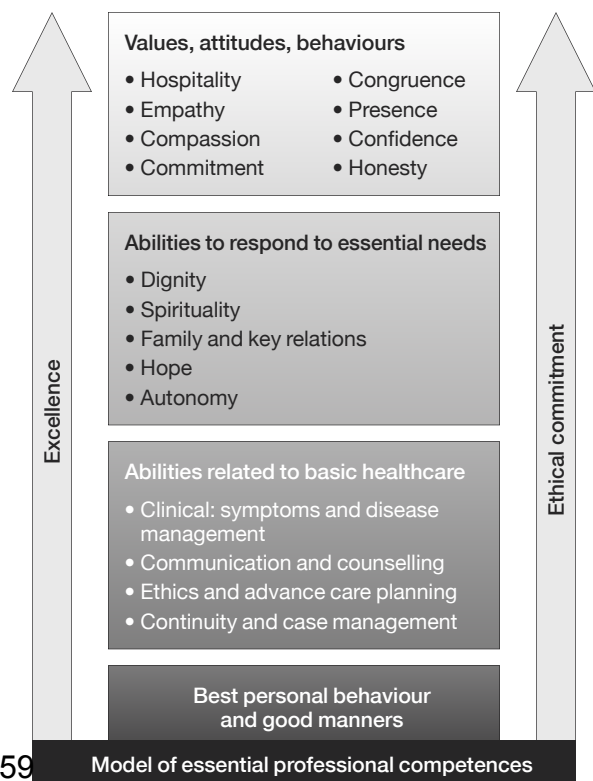 Values, attitudes, behaviours
• Hospitality
• Empathy
• Compassion
• Commitment
• Congruence
• Presence
• Confidence
• Honesty
Abilities to respond to essential needs
• Dignity
• Spirituality
• Family and key relations
• Hope
• Autonomy
Abilities related to basic healthcare
• Clinical: symptoms and disease
management
• Communication and counselling
• Ethics and advance care planning
• Continuity and case management
Best personal behaviour
and good manners
Excellence
Ethical commitment
59
Model of essential professional competences